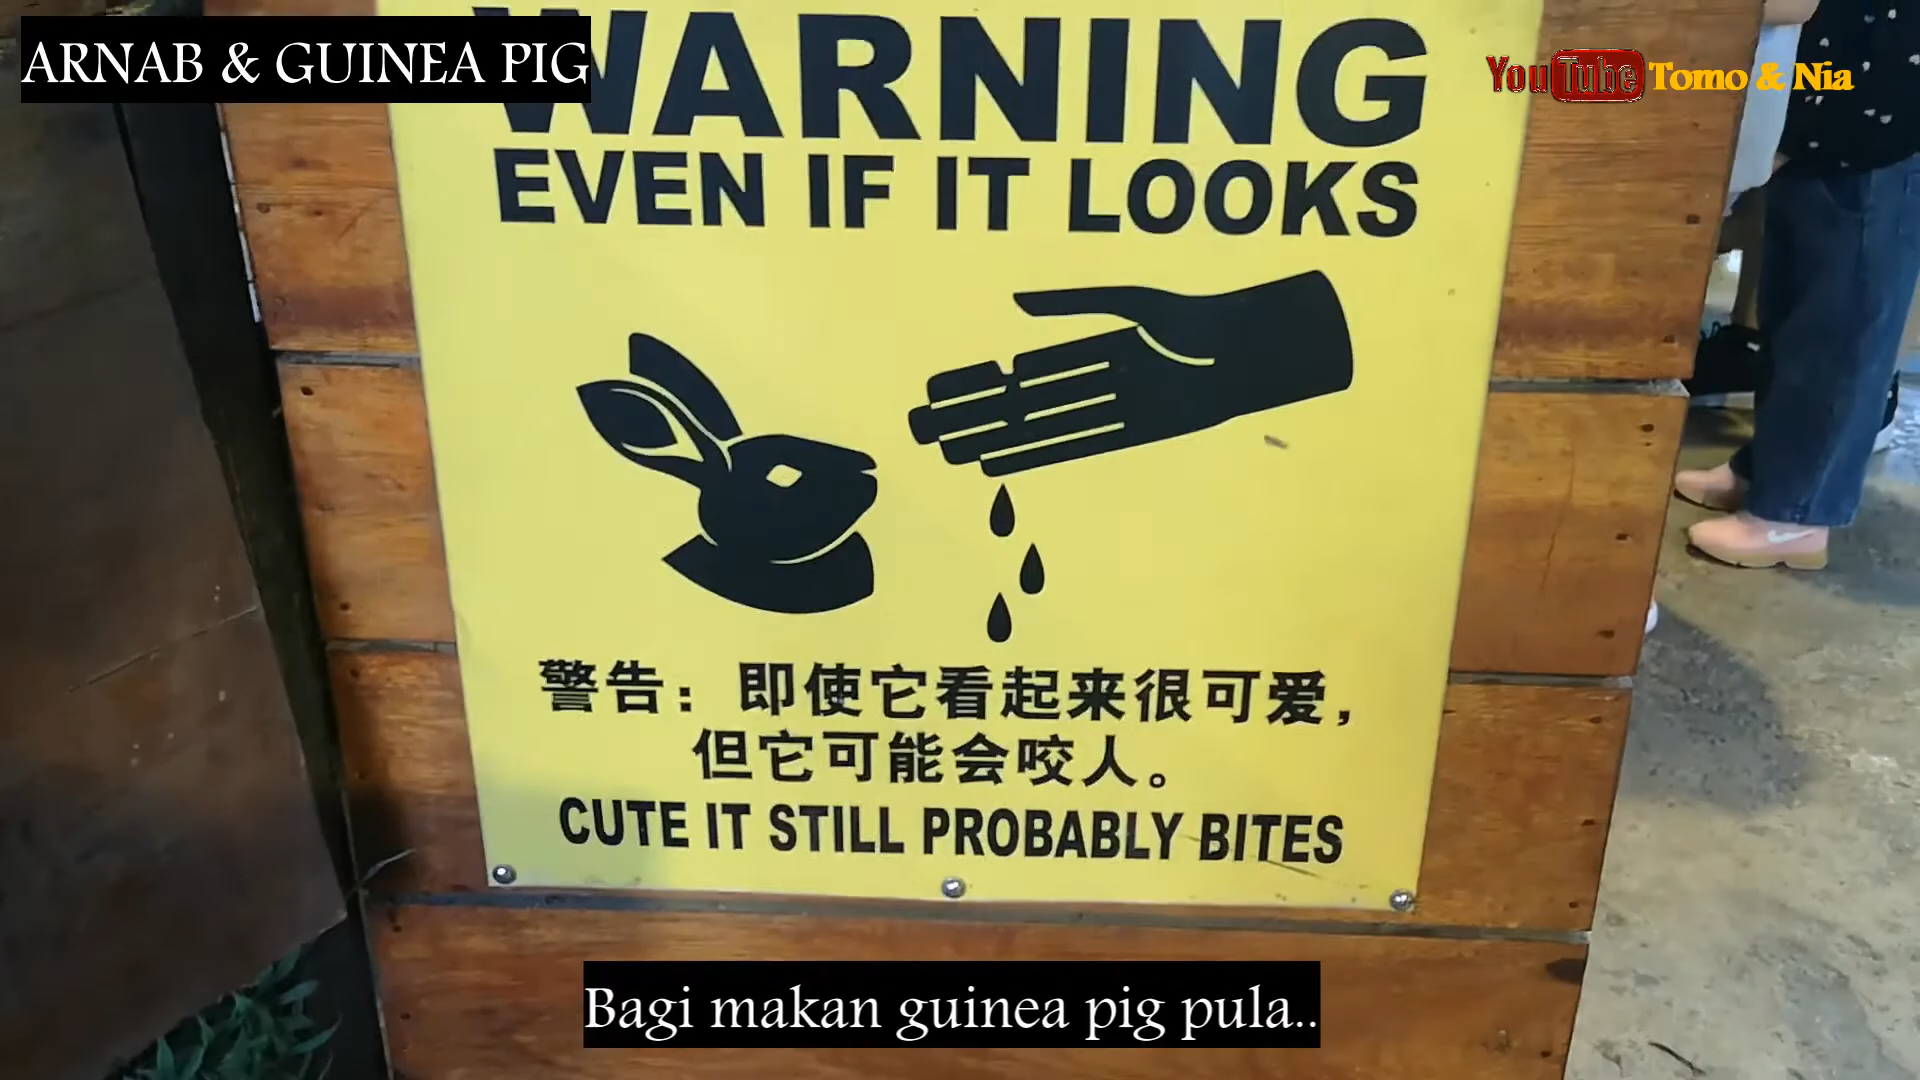 ARNAB & GUINEA PIG
YouTube Tomo & Nia
WARNING
EVEN IF IT LOOKS
警告：即使它看起来很可爱，
但它可能会咬人。
CUTE IT STILL PROBABLY BITES
Bagi makan guinea pig pula..